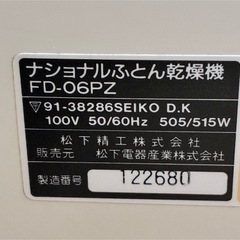 ナショナルふとん乾燥機
FD-06PZ
▽91-38286SEIKO D.K
100V 50/60Hz 505/515W
松下精工株式会社
販売元 松下電器産業株式会社
製造番号 122680